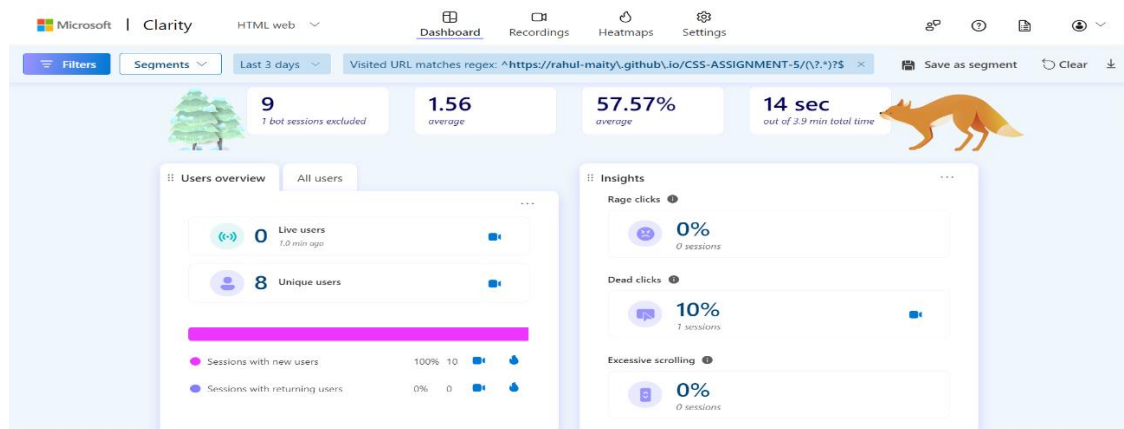 Microsoft | Clarity HTML web Dashboard Recordings Heatmaps Settings
Filters Segments Last 3 days Visited URL matches regex: ^https://rahul-maity\.github\.io/CSS-ASSIGNMENT-5/(\?.*)?$ × Save as segment Clear
9 1.56 57.57% 14 sec
1 bot sessions excluded average average out of 3.9 min total time
Users overview All users Insights
Rage clicks
0 Live users
1.0 min ago
0%
0 sessions
8 Unique users
Dead clicks
10%
1 sessions
Sessions with new users 100% 10
Excessive scrolling
Sessions with returning users 0% 0
0%
0 sessions